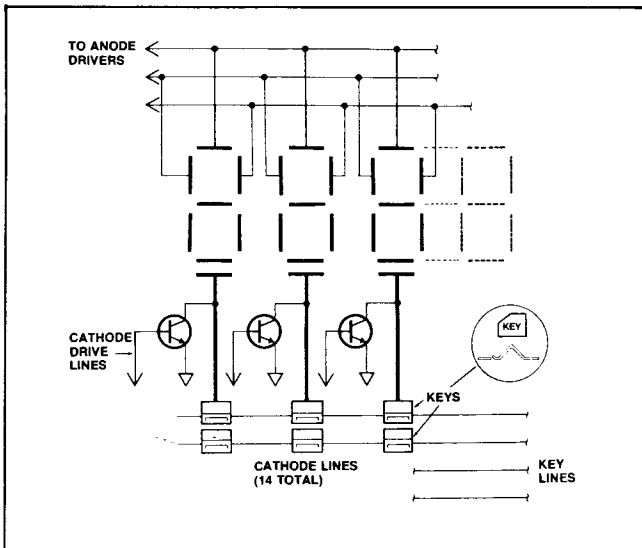 TO ANODE
DRIVERS
KEY
CATHODE
DRIVE
LINES
KEYS
CATHODE LINES
(14 TOTAL)
KEY
LINES